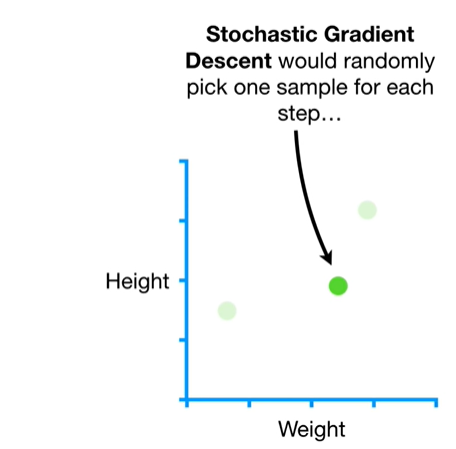 Stochastic Gradient
Descent would randomly
pick one sample for each
step…
Height
Weight